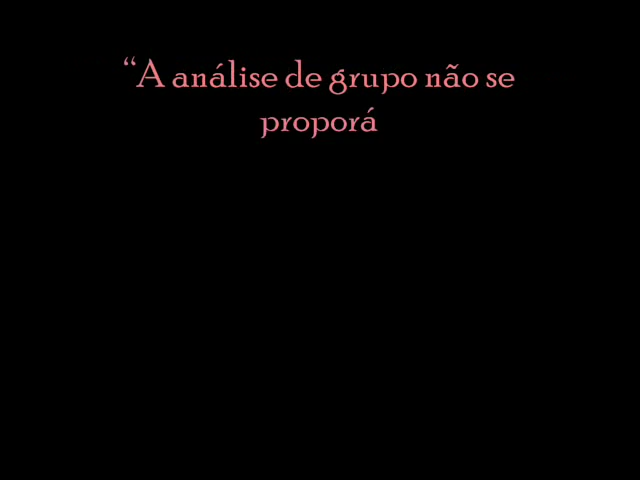 “A análise de grupo não se
proporá